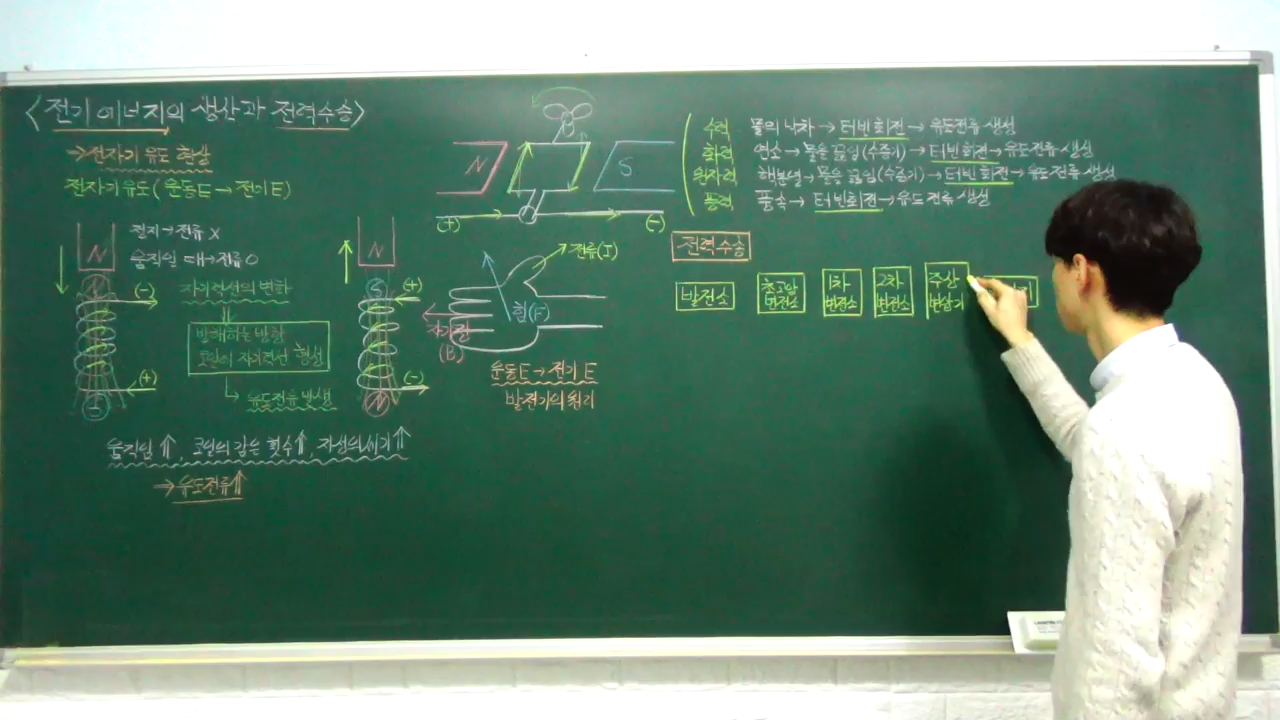 <전기 에너지의 생산과 전력수송>
→전자기 유도 현상
전자기유도(운동E→전기E)
N
정지→전류 X
움직일 때→전류 O
N
(-)
(+)
N
자기력선의 변화
방해하는 방향
코일에 자기력선 형성
유도전류 발생
N
S
(+)
(-)
N
움직임⇑, 코일의 감은 횟수⇑, 자성의 세기⇑
→유도전류⇑
N
S
(+)
(-)
전류(I)
힘(F)
자기장
(B)
운동E→전기E
발전기의 원리
수력 물의 낙차→터빈 회전→유도전류 생성
화력 연소→물을 끓임(수증기)→터빈 회전→유도전류 생성
원자력 핵분열→물을 끓임(수증기)→터빈 회전→유도전류 생성
풍력 풍속→터빈회전→유도전류 생성
전력수송
발전소
초고압
변전소
1차
변전소
2차
변전소
주상
변압기